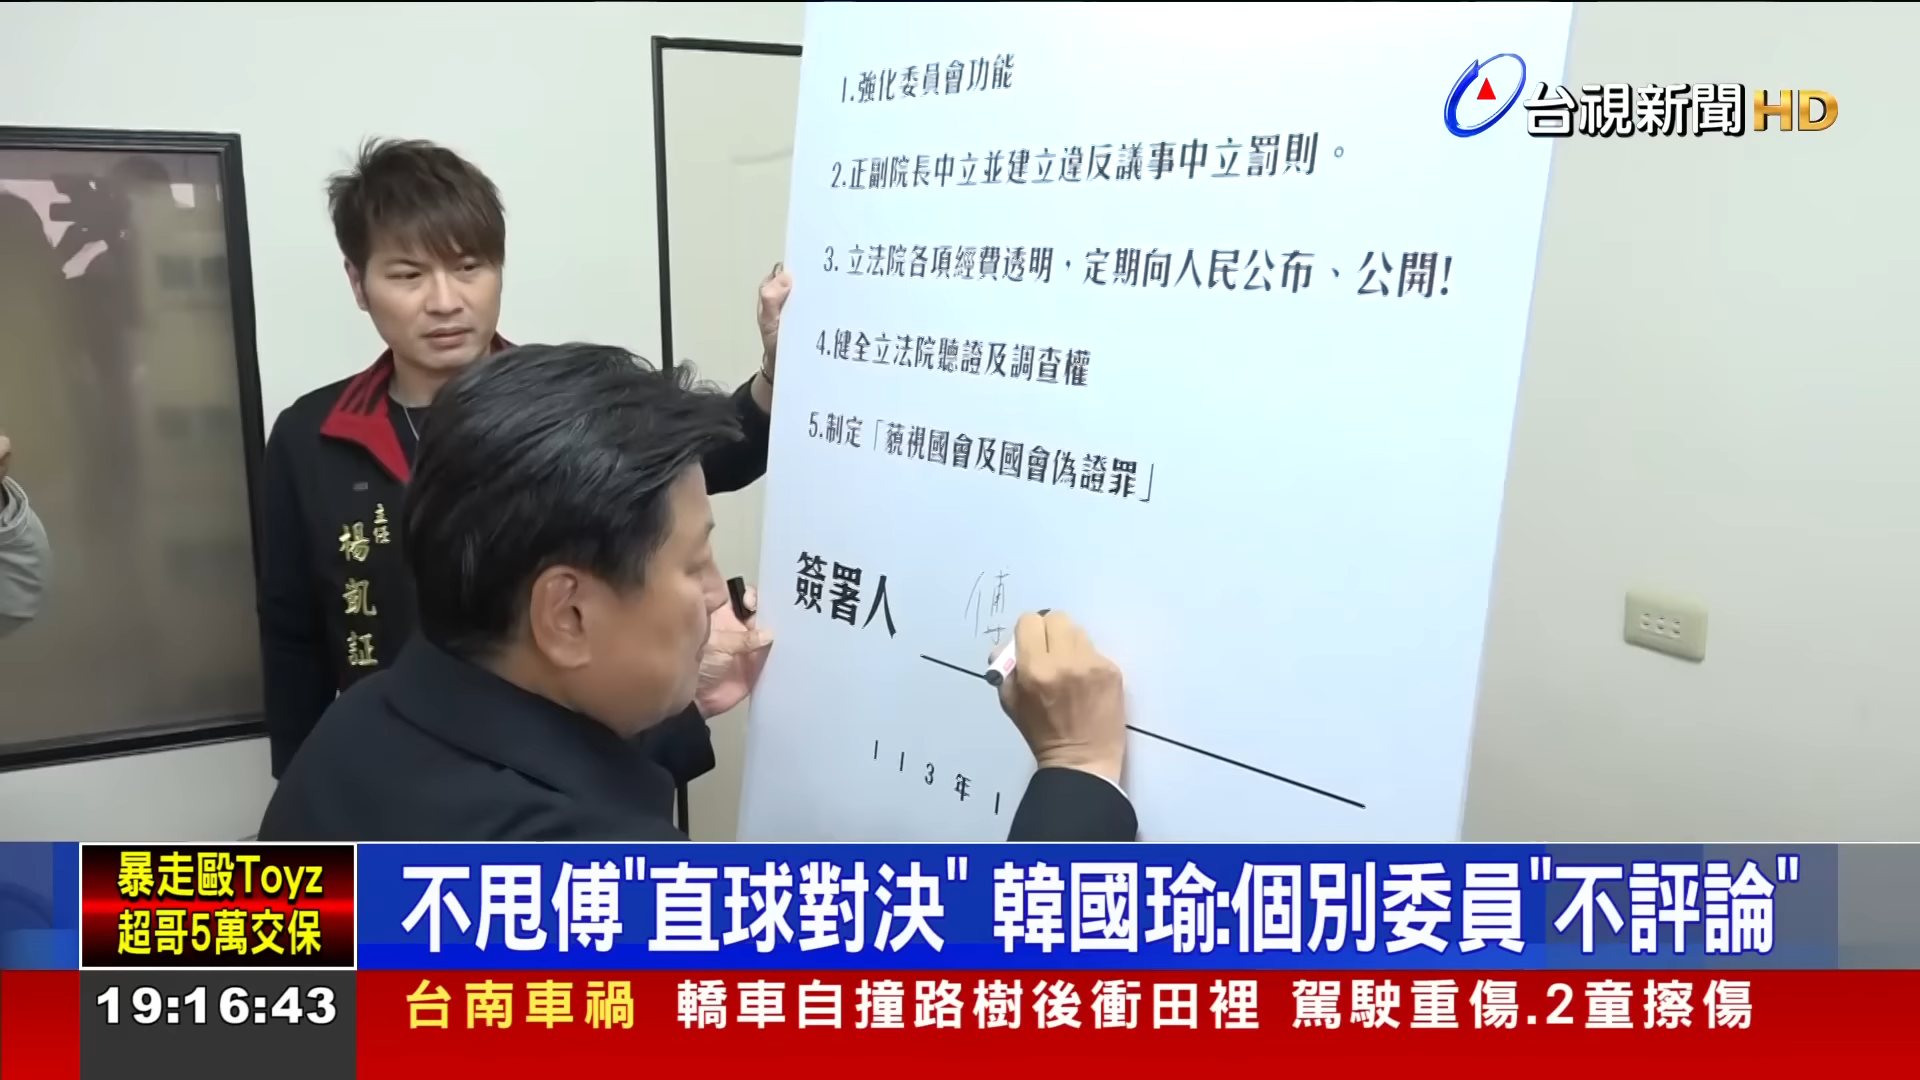 1.強化委員會功能
2.正副院長中立並建立違反議事中立罰則。
3. 立法院各項經費透明,定期向人民公布、公開!
4.健全立法院聽證及調查權
5.制定「藐視國會及國會偽證罪」
簽署人
傅
113年1
主任
楊凱証
台視新聞HD
暴走毆Toyz
超哥5萬交保
不甩傅"直球對決" 韓國瑜:個別委員"不評論"
19:16:43
台南車禍 轎車自撞路樹後衝田裡 駕駛重傷.2童擦傷